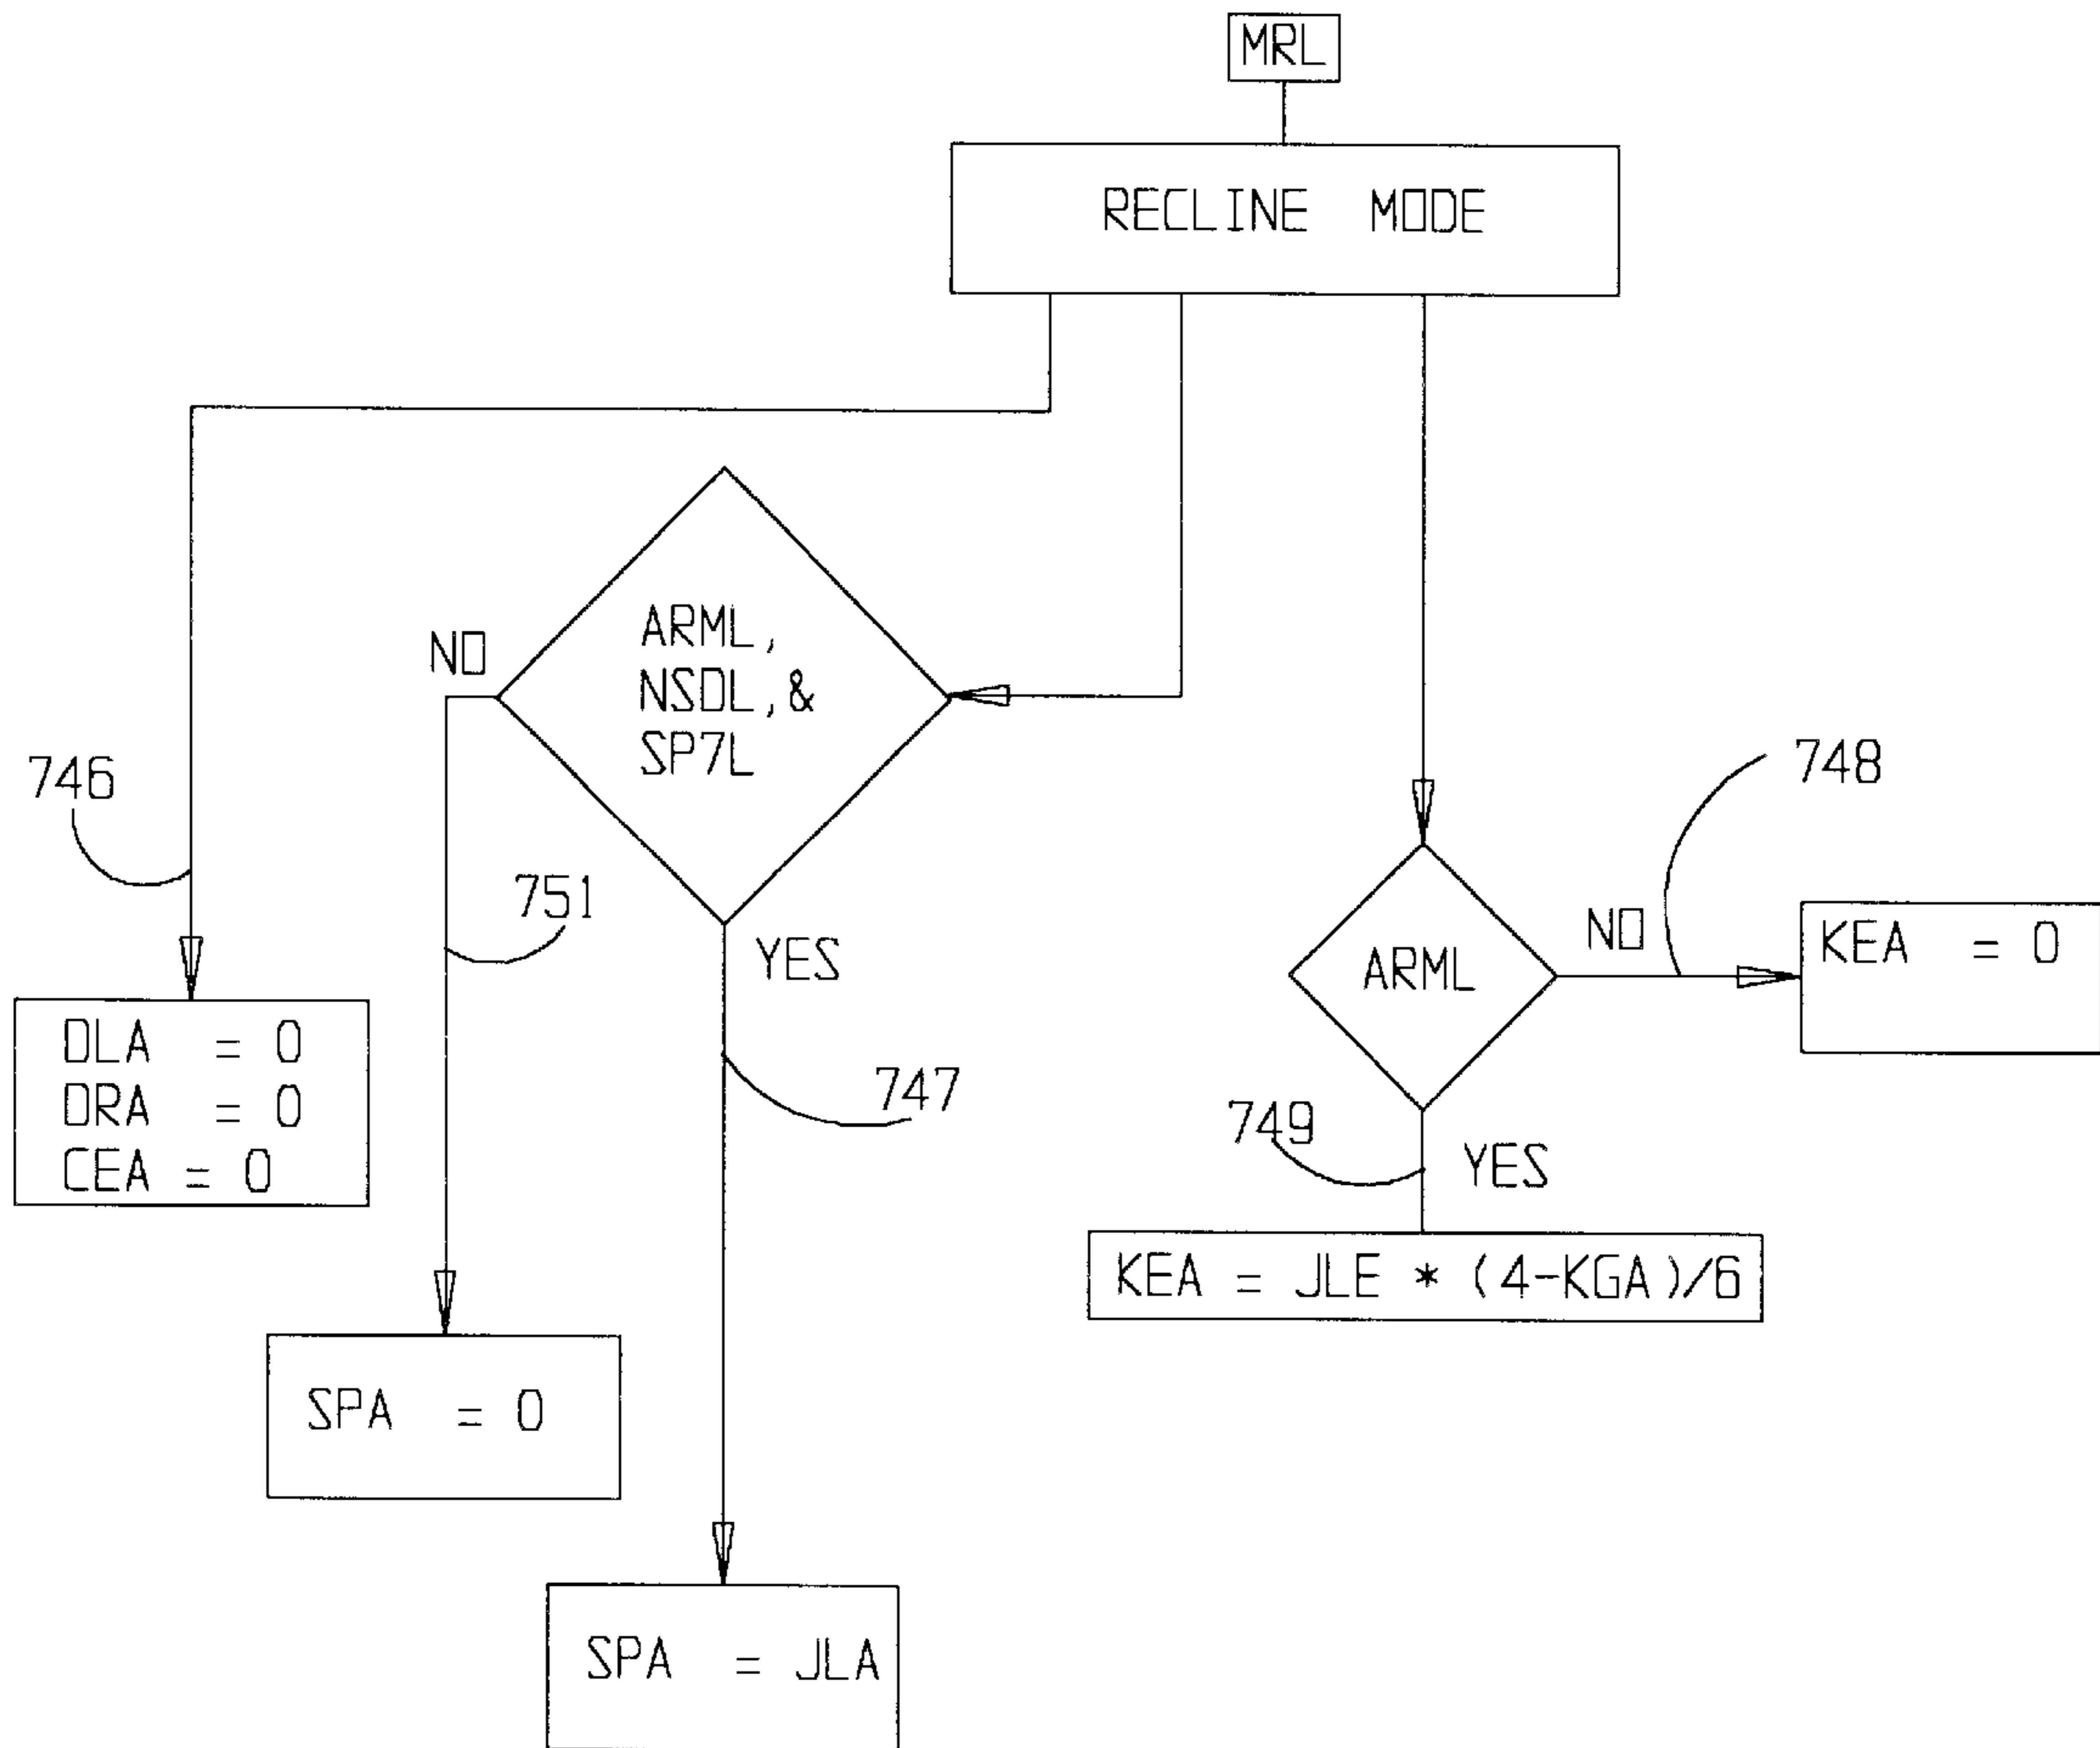 MRL
RECLINE MODE
ARML,
NSDL,&
SP7L
NO
746
748
751
YES
ARML
NO
KEA = 0
DLA = 0
DRA = 0
CEA = 0
747
749
YES
KEA = JLE * (4-KGA)/6
SPA = 0
SPA = JLA